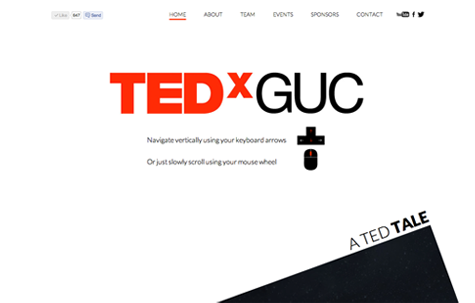 Like 947 Send HOME ABOUT TEAM EVENTS SPONSORS CONTACT You Tube
TEDxGUC
Navigate vertically using your keyboard arrows
Or just slowly scroll using your mouse wheel
A TED TALE